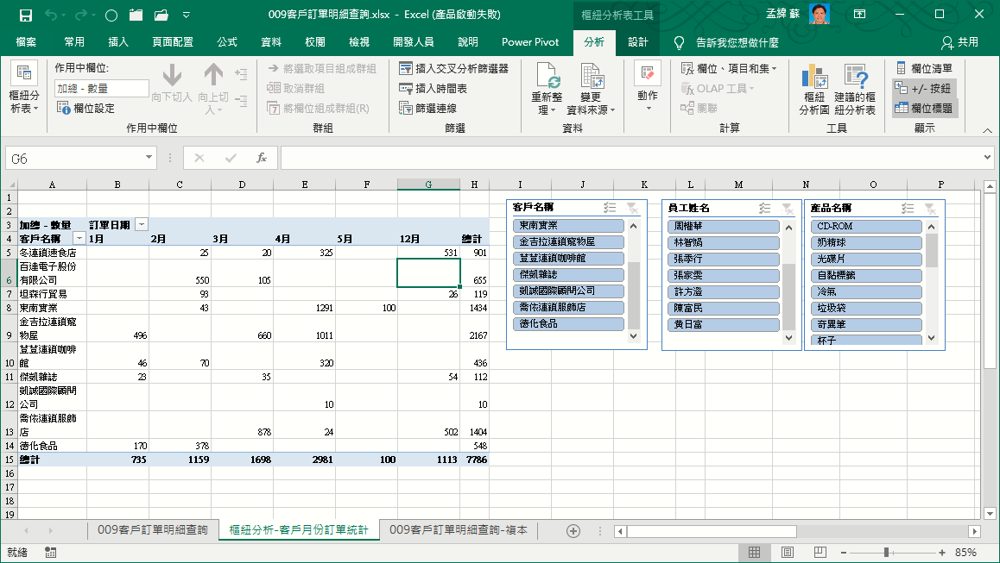 009客戶訂單明細查詢.xlsx - Excel (產品啟動失敗)
樞紐分析表工具
孟緯 蘇
檔案 常用 插入 頁面配置 公式 資料 校閱 檢視 開發人員 說明 Power Pivot 分析 設計 告訴我您想做什麼 共用
樞紐分析表
作用中欄位:
加總 - 數量
欄位設定
向下切入
向上切入
作用中欄位
將選取項目組成群組
取消群組
將欄位組成群組(R)
群組
插入交叉分析篩選器
插入時間表
篩選連線
篩選
重新整理
變更資料來源
資料
動作
欄位、項目和集
OLAP 工具
關聯
計算
樞紐分析圖
建議的樞紐分析表
工具
欄位清單
+/- 按鈕
欄位標題
顯示
G6
fx
A B C D E F G H I J K L M N O P
1
2
3 加總 - 數量 訂單日期
4 客戶名稱 1月 2月 3月 4月 5月 12月 總計
5 冬連鎖速食店 25 20 325 531 901
百達電子股份
6 有限公司 550 105 655
7 坦森行貿易 93 26 119
8 東南實業 43 1291 100 1434
金吉拉連鎖寵
9 物屋 496 660 1011 2167
荳荳連鎖咖啡
10 館 46 70 320 436
11 傑凱雜誌 23 35 54 112
凱誠國際顧問
12 公司 10 10
喬依連鎖服飾
13 店 878 24 502 1404
14 德化食品 170 378 548
15 總計 735 1159 1698 2981 100 1113 7786
16
17
18
19
客戶名稱
東南實業
金吉拉連鎖寵物屋
荳荳連鎖咖啡館
傑凱雜誌
凱誠國際顧問公司
喬依連鎖服飾店
德化食品
員工姓名
周權華
林智娟
張季行
張家雯
許方澄
陳富民
黃日富
產品名稱
CD-ROM
奶精球
光碟片
自黏標籤
冷氣
垃圾袋
奇異筆
杯子
009客戶訂單明細查詢 樞紐分析-客戶月份訂單統計 009客戶訂單明細查詢-複本
就緒
85%